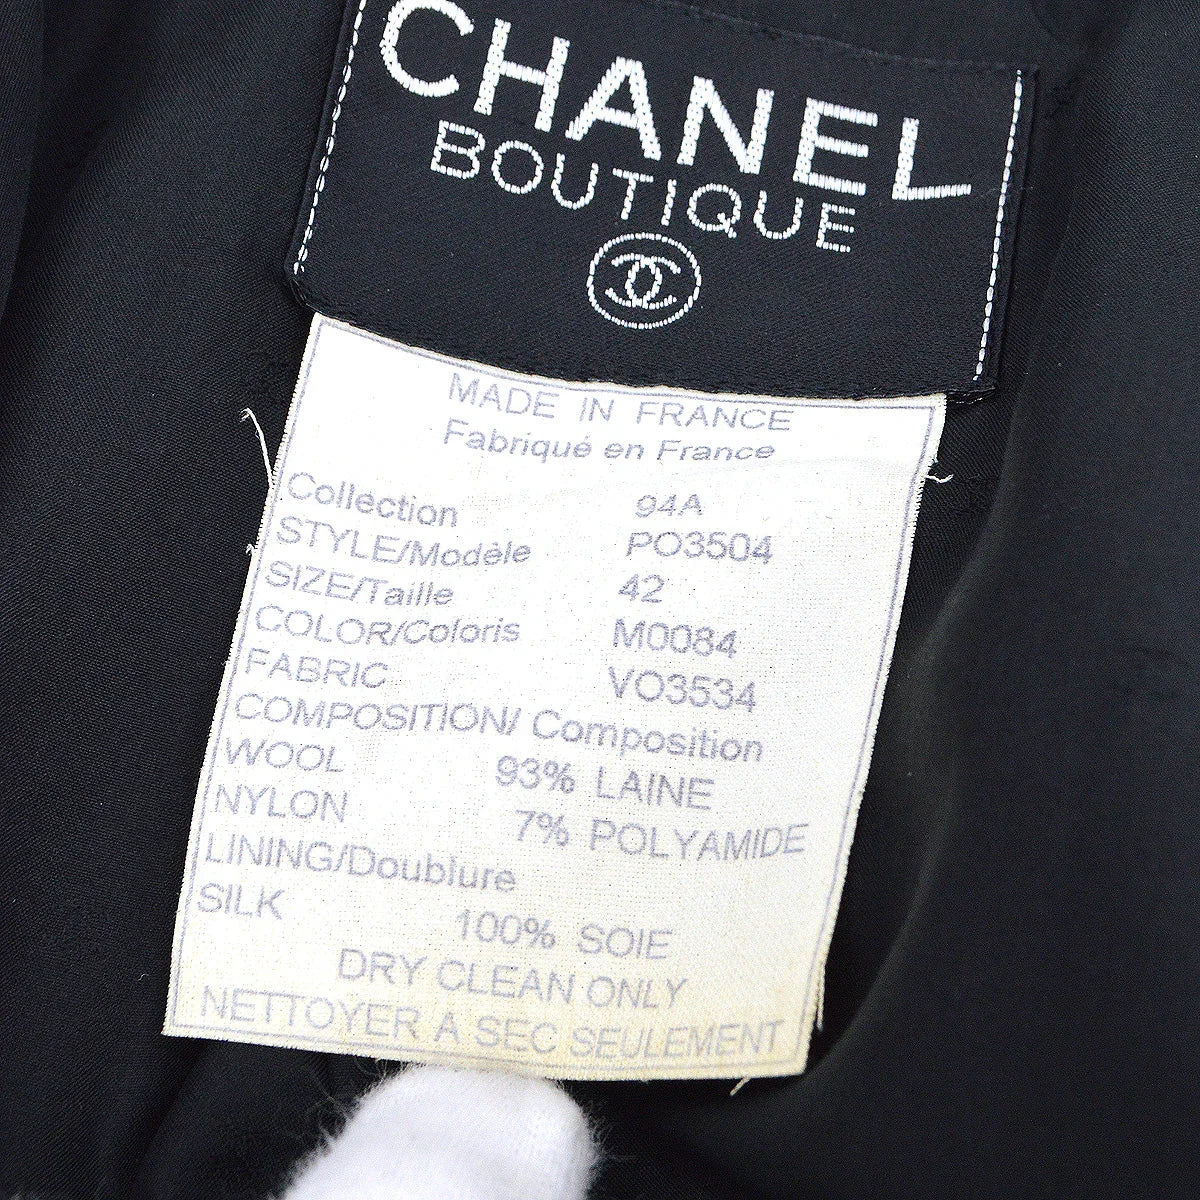 CHANEL
BOUTIQUE
MADE IN FRANCE
Fabriqué en France
Collection 94A
STYLE/Modèle PO3504
SIZE/Taille 42
COLOR/Coloris M0084
FABRIC VO3534
COMPOSITION/ Composition
WOOL 93% LAINE
NYLON 7% POLYAMIDE
LINING/Doublure
SILK 100% SOIE
DRY CLEAN ONLY
NETTOYER A SEC SEULEMENT